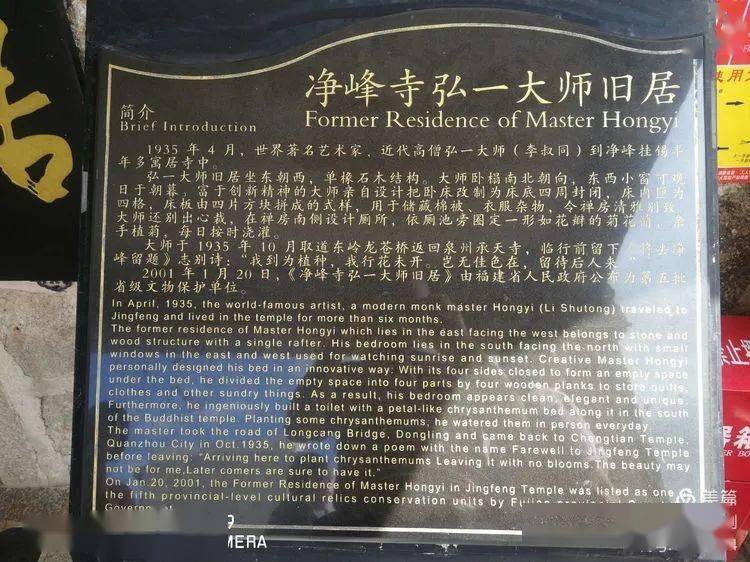 净峰寺弘一大师旧居
简介
Brief Introduction
Former Residence of Master Hongyi
1935年4月，世界著名艺术家、近代高僧弘一大师（李叔同）到净峰挂锡半
年多寓居寺中。
弘一大师旧居坐东朝西，单椽石木结构。大师卧榻南北朝向，东西小窗可观
日于朝暮。富于创新精神的大师亲自设计把卧床改制为床底四周封闭，床内匣为
四格，床板由四片方块拼成的式样，用于储藏棉被、衣服杂物，令禅房清雅别致。
大师还别出心裁，在禅房南侧设计厕所，依厕池旁圈定一形如花瓣的菊花前，亲
手植菊，每日按时浇灌。
大师于1935年10月取道东岭龙苍桥返回泉州承天寺，临行前留下《将去净
峰留题》志别诗：“我到为植种，我行花未开。岂无佳色在，留待后人来。”
2001年1月20日，《净峰寺弘一大师旧居》由福建省人民政府公布为第五批
省级文物保护单位。
In April, 1935, the world-famous artist, a modern monk master Hongyi (Li Shutong) traveled to
Jingfeng and lived in the temple for more than six months.
The former residence of Master Hongyi which lies in the east facing the west belongs to stone and
wood structure with a single rafter. His bedroom lies in the south facing the north with small
windows in the east and west used for watching sunrise and sunset. Creative Master Hongyi
personally designed his bed in an innovative way: With its four sides closed to form an empty space
under the bed, he divided the empty space into four parts by four wooden planks to store quilts,
clothes and other sundry things. As a result, his bedroom appears clean, elegant and unique
Furthermore, he ingeniously built a toilet with a petal-like chrysanthemum bed along it in the south
of the Buddhist temple. Planting some chrysanthemums, he watered them in person everyday
The master took the road of Longcang Bridge, Dongling and came back to Chengtian Temple,
Quanzhou City in Oct.1935, he wrote down a poem with the name Farewell to Jingfeng Temple
before leaving: "Arriving here to plant chrysanthemums Leaving it with no blooms.The beauty may
not be for me,Later comers are sure to have it."
On Jan.20, 2001, the Former Residence of Master Hongyi in Jingfeng Temple was listed as one
the fifth provincial-level cultural relics conservation units by Fujian provincial
美篇
使用
禁止